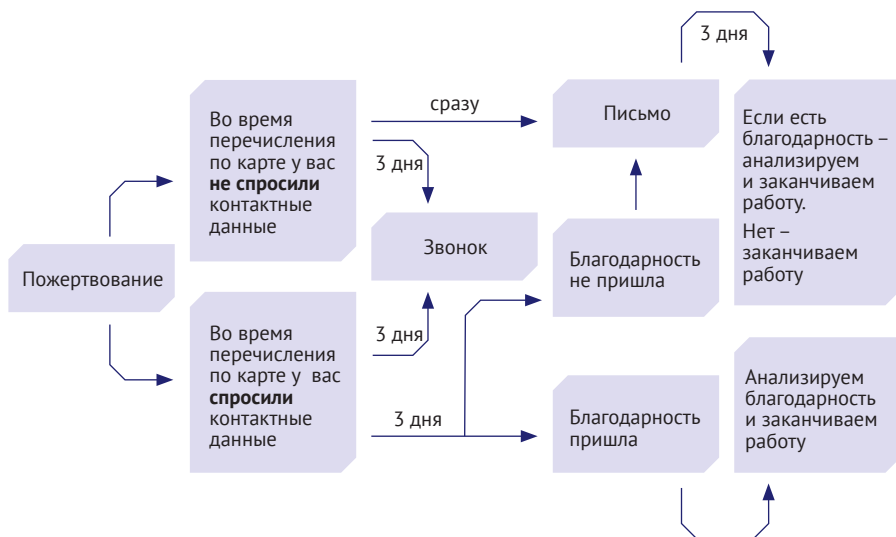 Пожертвование
Во время
перечисления
по карте у вас
не спросили
контактные
данные
сразу
3 дня
Звонок
Во время
перечисления
по карте у вас
спросили
контактные
данные
3 дня
3 дня
Письмо
3 дня
Благодарность
не пришла
Благодарность
пришла
Если есть
благодарность –
анализируем
и заканчиваем
работу.
Нет –
заканчиваем
работу
Анализируем
благодарность
и заканчиваем
работу